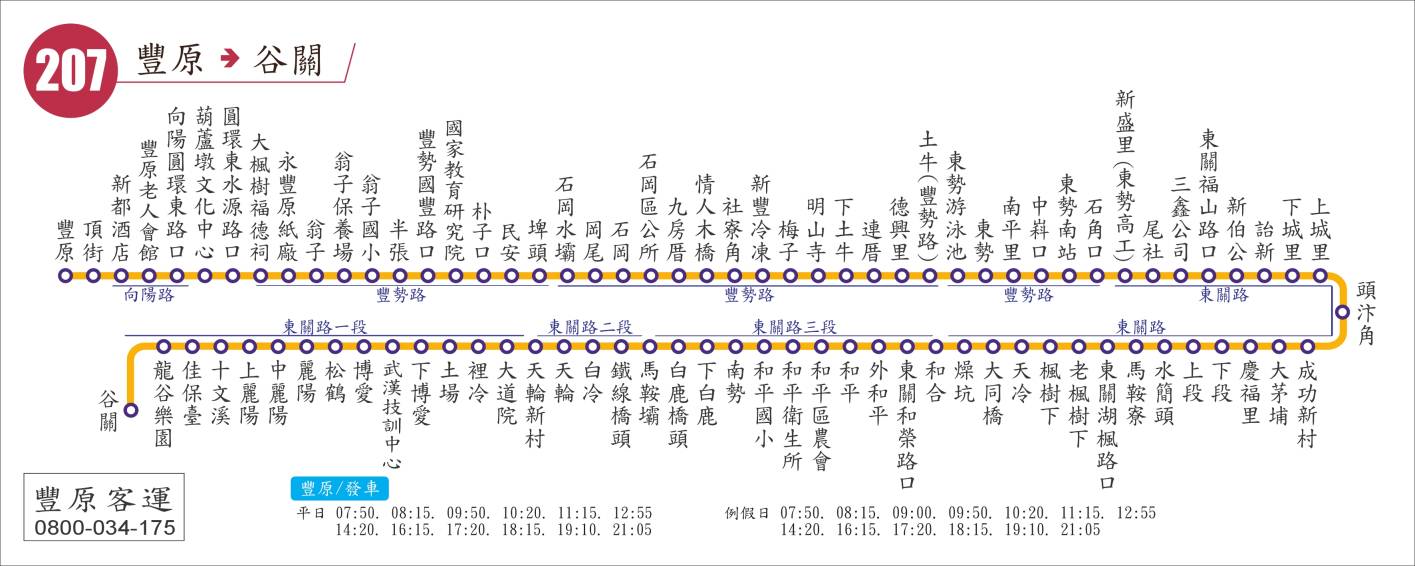 207
豐原➔谷關
豐原
頂街
新都酒店
豐原老人會館
向陽圓環東路口
葫蘆墩文化中心
圓環東水源路口
大楓樹福德祠
永豐原紙廠
翁子
翁子保養場
翁子國小
半張
豐勢國豐路口
國家教育研究院
朴子口
民安
埤頭
石岡水壩
岡尾
石岡
石岡區公所
九房厝
情人木橋
社寮角
新豐冷凍
梅子
明山寺
下土牛
連厝
德興里
土牛(豐勢路)
東勢游泳池
東勢
南平里
中嵙口
東勢南站
石角口
新盛里(東勢高工)
尾社
三鑫公司
東關福山路口
新伯公
詒新
下城里
上城里
頭汴角
向陽路
豐勢路
豐勢路
豐勢路
東關路
東關路一段
東關路二段
東關路三段
東關路
谷關
龍谷樂園
佳保臺
十文溪
上麗陽
中麗陽
麗陽
松鶴
博愛
武漢技訓中心
下博愛
土場
裡冷
大道院
天輪新村
天輪
白冷
鐵線橋頭
馬鞍壩
白鹿橋頭
下白鹿
南勢
和平國小
和平衛生所
和平區農會
和平
外和平
東關和榮路口
和合
燥坑
大同橋
天冷
楓樹下
老楓樹下
東關湖楓路口
馬鞍寮
水簡頭
上段
下段
慶福里
大茅埔
成功新村
豐原客運
0800-034-175
豐原/發車
平日 07:50. 08:15. 09:50. 10:20. 11:15. 12:55
14:20. 16:15. 17:20. 18:15. 19:10. 21:05
例假日 07:50. 08:15. 09:00. 09:50. 10:20. 11:15. 12:55
14:20. 16:15. 17:20. 18:15. 19:10. 21:05